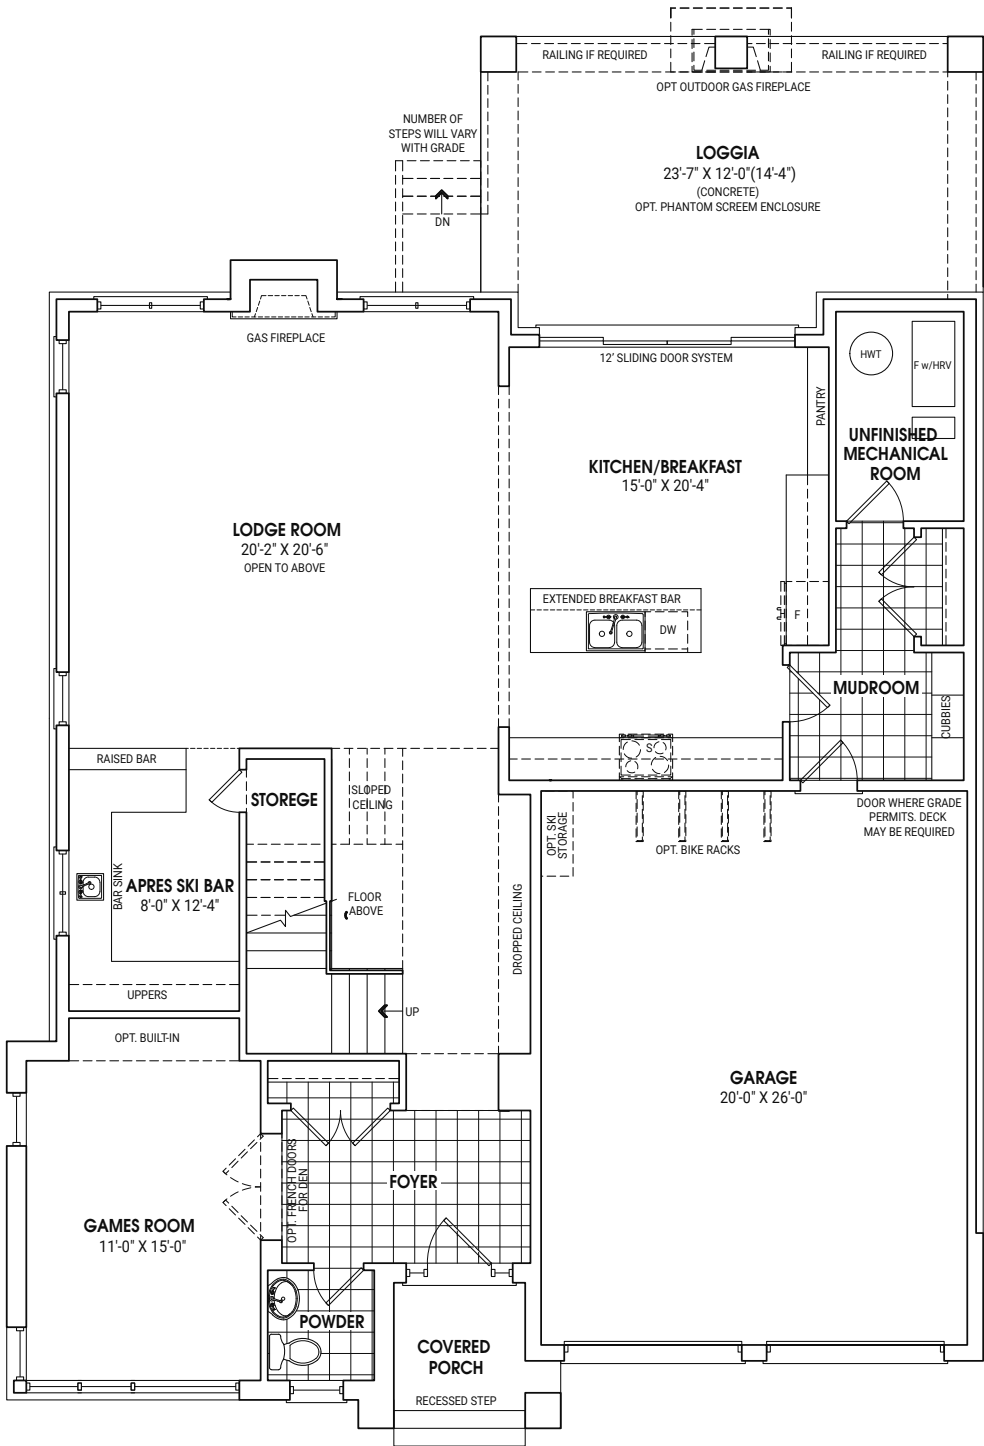 RAILING IF REQUIRED
RAILING IF REQUIRED
OPT OUTDOOR GAS FIREPLACE
NUMBER OF
STEPS WILL VARY
WITH GRADE
DN
LOGGIA
23'-7" X 12'-0"(14'-4")
(CONCRETE)
OPT. PHANTOM SCREEM ENCLOSURE
GAS FIREPLACE
12' SLIDING DOOR SYSTEM
HWT
F w/HRV
PANTRY
UNFINISHED
MECHANICAL
ROOM
KITCHEN/BREAKFAST
15'-0" X 20'-4"
LODGE ROOM
20'-2" X 20'-6"
OPEN TO ABOVE
EXTENDED BREAKFAST BAR
DW
F
MUDROOM
CUBBIES
S
RAISED BAR
STOREGE
SLOPED
CEILING
OPT. SKI
STORAGE
OPT. BIKE RACKS
DOOR WHERE GRADE
PERMITS. DECK
MAY BE REQUIRED
BAR SINK
APRES SKI BAR
8'-0" X 12'-4"
FLOOR
ABOVE
DROPPED CEILING
UPPERS
UP
OPT. BUILT-IN
GARAGE
20'-0" X 26'-0"
OPT. FRENCH DOORS
FOR DEN
FOYER
GAMES ROOM
11'-0" X 15'-0"
POWDER
COVERED
PORCH
RECESSED STEP